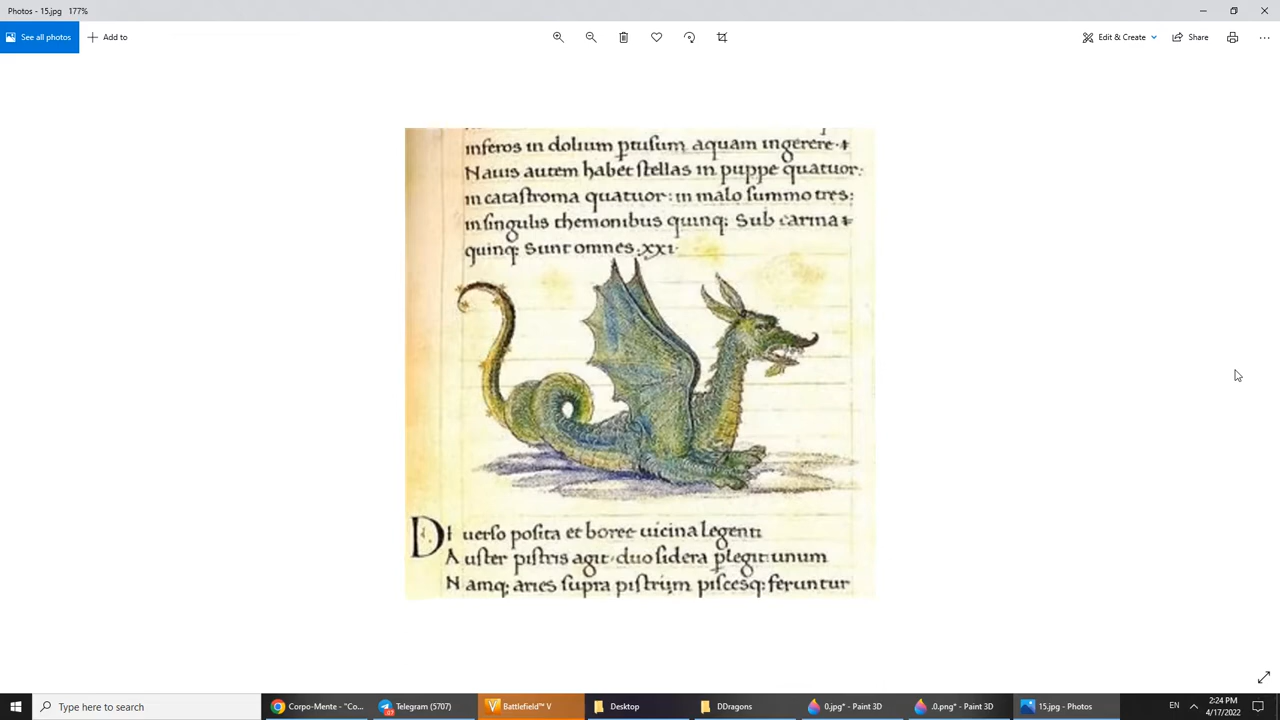 Photos - 15.jpg 177%
See all photos
Add to
Edit & Create
Share
inferos in dolium ptusum aquam ingerere
Nauis autem habet stellas in puppe quatuor:
in catastroma quatuor: in malo summo tres:
in singulis themonibus quinq; Sub carina
quinq; Sunt omnes .xxi.
DI uerso posita et boree uicina legenti
A uster pistris agit. duo sidera plegit unum
N amq; aries supra pistrim piscesq; feruntur
Type here to search
Corpo-Mente - "Co...
Telegram (5707)
Battlefield™ V
Desktop
DDragons
0.jpg* - Paint 3D
.0.png* - Paint 3D
15.jpg - Photos
EN
2:24 PM
4/17/2022